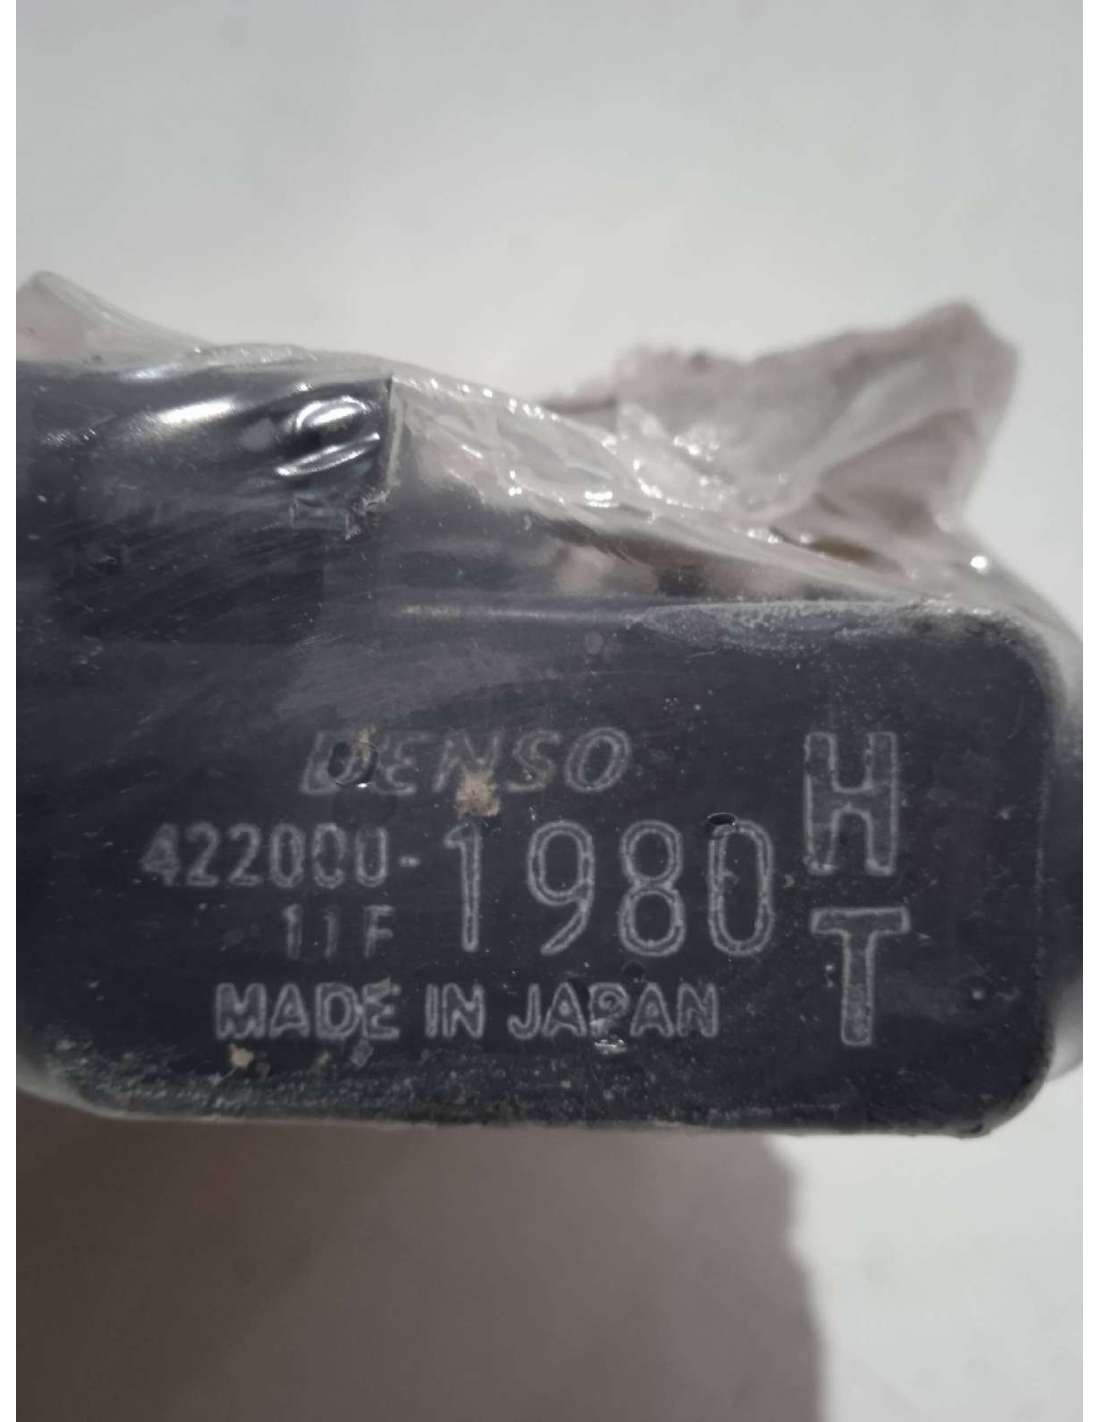 DENSO
422000-1980
11F
MADE IN JAPAN
H
T